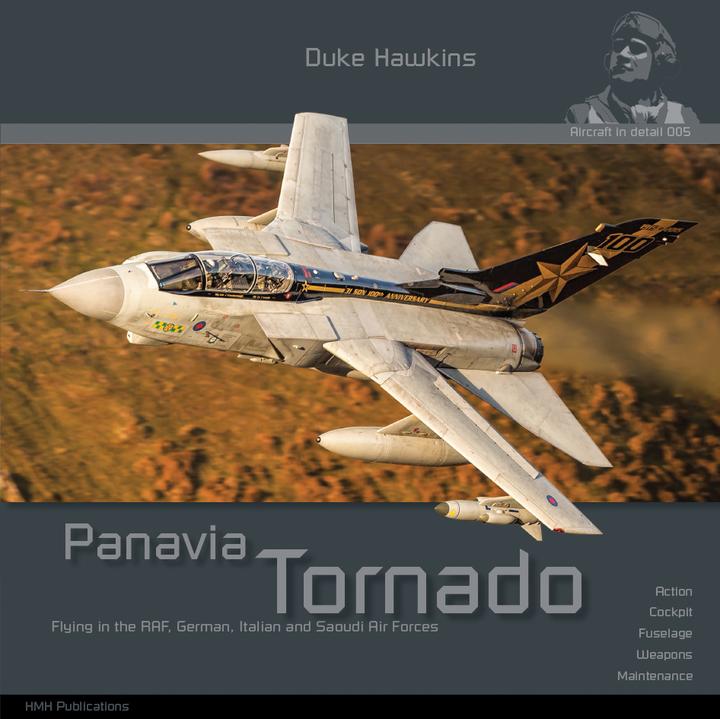 Duke Hawkins
Aircraft in detail 005
100
31 SQN 100th ANNIVERSARY
Panavia
Tornado
Flying in the RAF, German, Italian and Saoudi Air Forces
Action
Cockpit
Fuselage
Weapons
Maintenance
HMH Publications